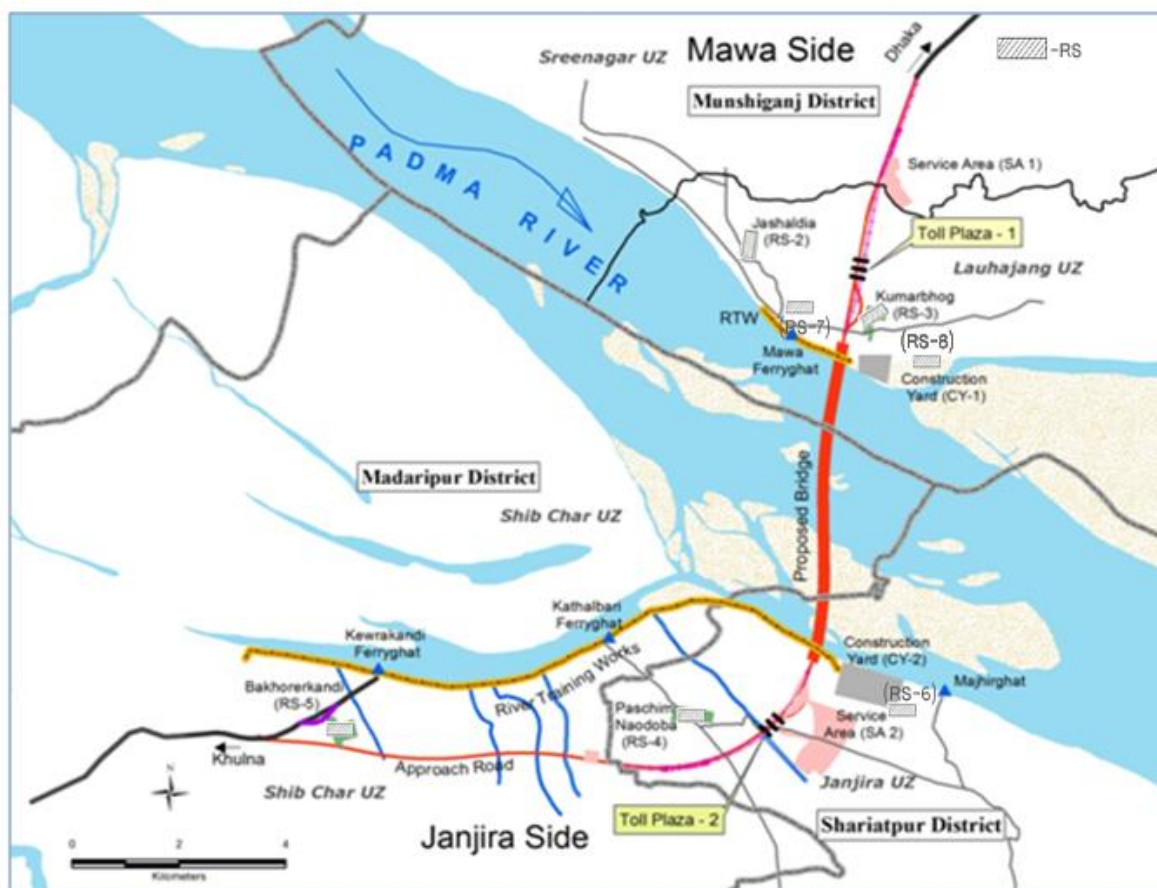 Mawa Side
Sreenagar UZ
Dhaka
-RS
Munshiganj District
PADMA RIVER
Service Area (SA 1)
Jashaldia
(RS-2)
Toll Plaza - 1
Lauhajang UZ
Kumarbhog
(RS-3)
RTW
(RS-7)
(RS-8)
Mawa
Ferryghat
Construction
Yard (CY-1)
Madaripur District
Shib Char UZ
Proposed Bridge
Kathalbari
Ferryghat
Kewrakandi
Ferryghat
Construction
Yard (CY-2)
Majhirghat
(RS-6)
River Training Works
Bakhorerkandi
(RS-5)
Paschim
Naodoba
(RS-4)
Service
Area (SA 2)
Khulna
Approach Road
Shib Char UZ
Janjira UZ
N
Toll Plaza - 2
Shariatpur District
Janjira Side
0 2 4
Kilometers